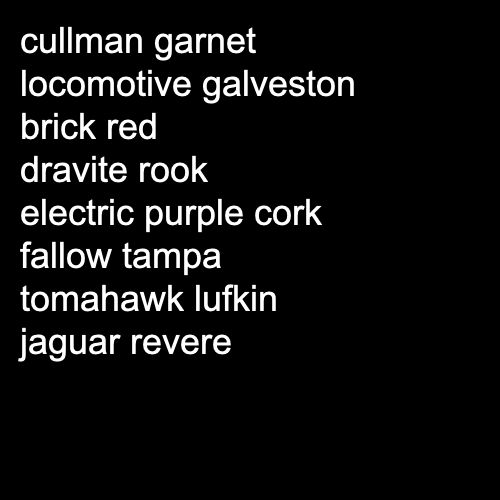 cullman garnet
locomotive galveston
brick red
dravite rook
electric purple cork
fallow tampa
tomahawk lufkin
jaguar revere